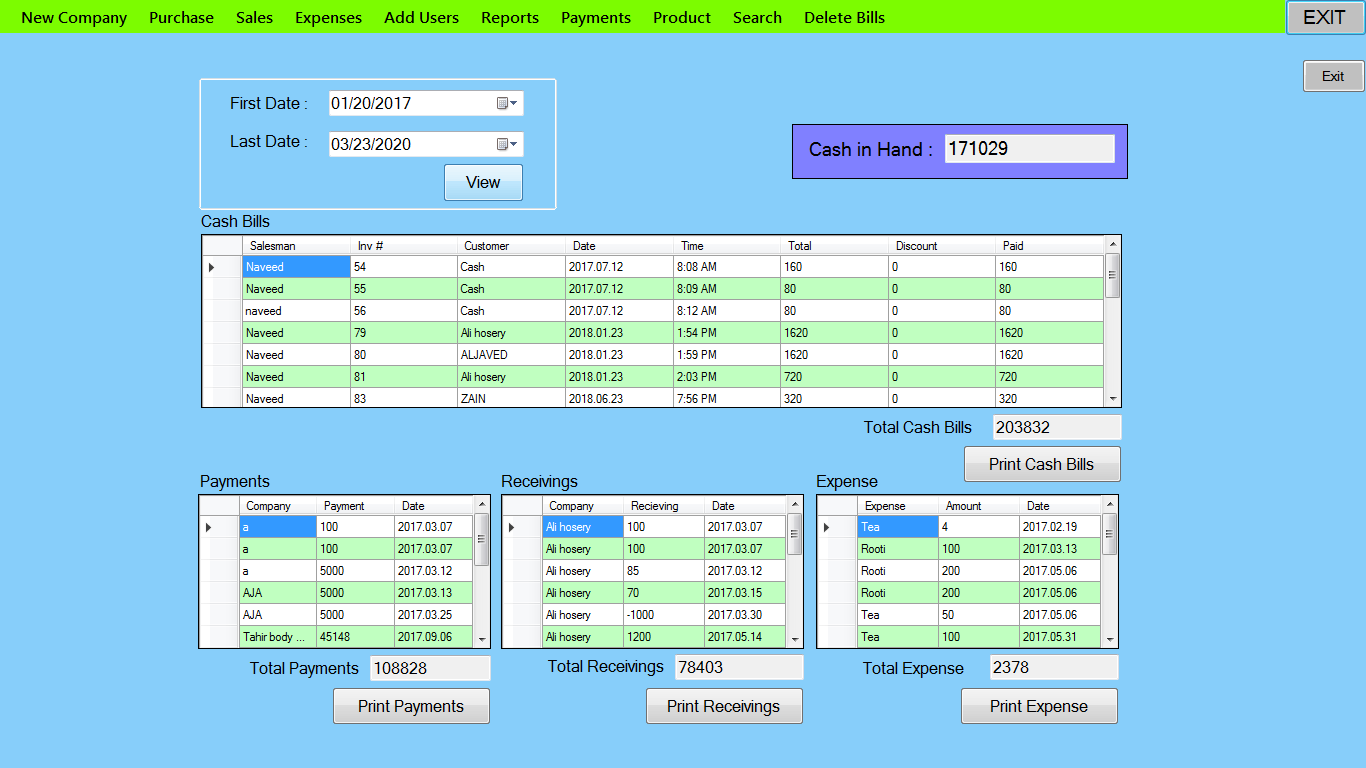 New Company Purchase Sales Expenses Add Users Reports Payments Product Search Delete Bills EXIT
Exit
First Date : 01/20/2017
Last Date : 03/23/2020
View
Cash in Hand : 171029
Cash Bills
Salesman Inv # Customer Date Time Total Discount Paid
Naveed 54 Cash 2017.07.12 8:08 AM 160 0 160
Naveed 55 Cash 2017.07.12 8:09 AM 80 0 80
naveed 56 Cash 2017.07.12 8:12 AM 80 0 80
Naveed 79 Ali hosery 2018.01.23 1:54 PM 1620 0 1620
Naveed 80 ALJAVED 2018.01.23 1:59 PM 1620 0 1620
Naveed 81 Ali hosery 2018.01.23 2:03 PM 720 0 720
Naveed 83 ZAIN 2018.06.23 7:56 PM 320 0 320
Total Cash Bills 203832
Print Cash Bills
Payments
Company Payment Date
a 100 2017.03.07
a 100 2017.03.07
a 5000 2017.03.12
AJA 5000 2017.03.13
AJA 5000 2017.03.25
Tahir body ... 45148 2017.09.06
Total Payments 108828
Print Payments
Receivings
Company Recieving Date
Ali hosery 100 2017.03.07
Ali hosery 100 2017.03.07
Ali hosery 85 2017.03.12
Ali hosery 70 2017.03.15
Ali hosery -1000 2017.03.30
Ali hosery 1200 2017.05.14
Total Receivings 78403
Print Receivings
Expense
Expense Amount Date
Tea 4 2017.02.19
Rooti 100 2017.03.13
Rooti 200 2017.05.06
Rooti 200 2017.05.06
Tea 50 2017.05.06
Tea 100 2017.05.31
Total Expense 2378
Print Expense